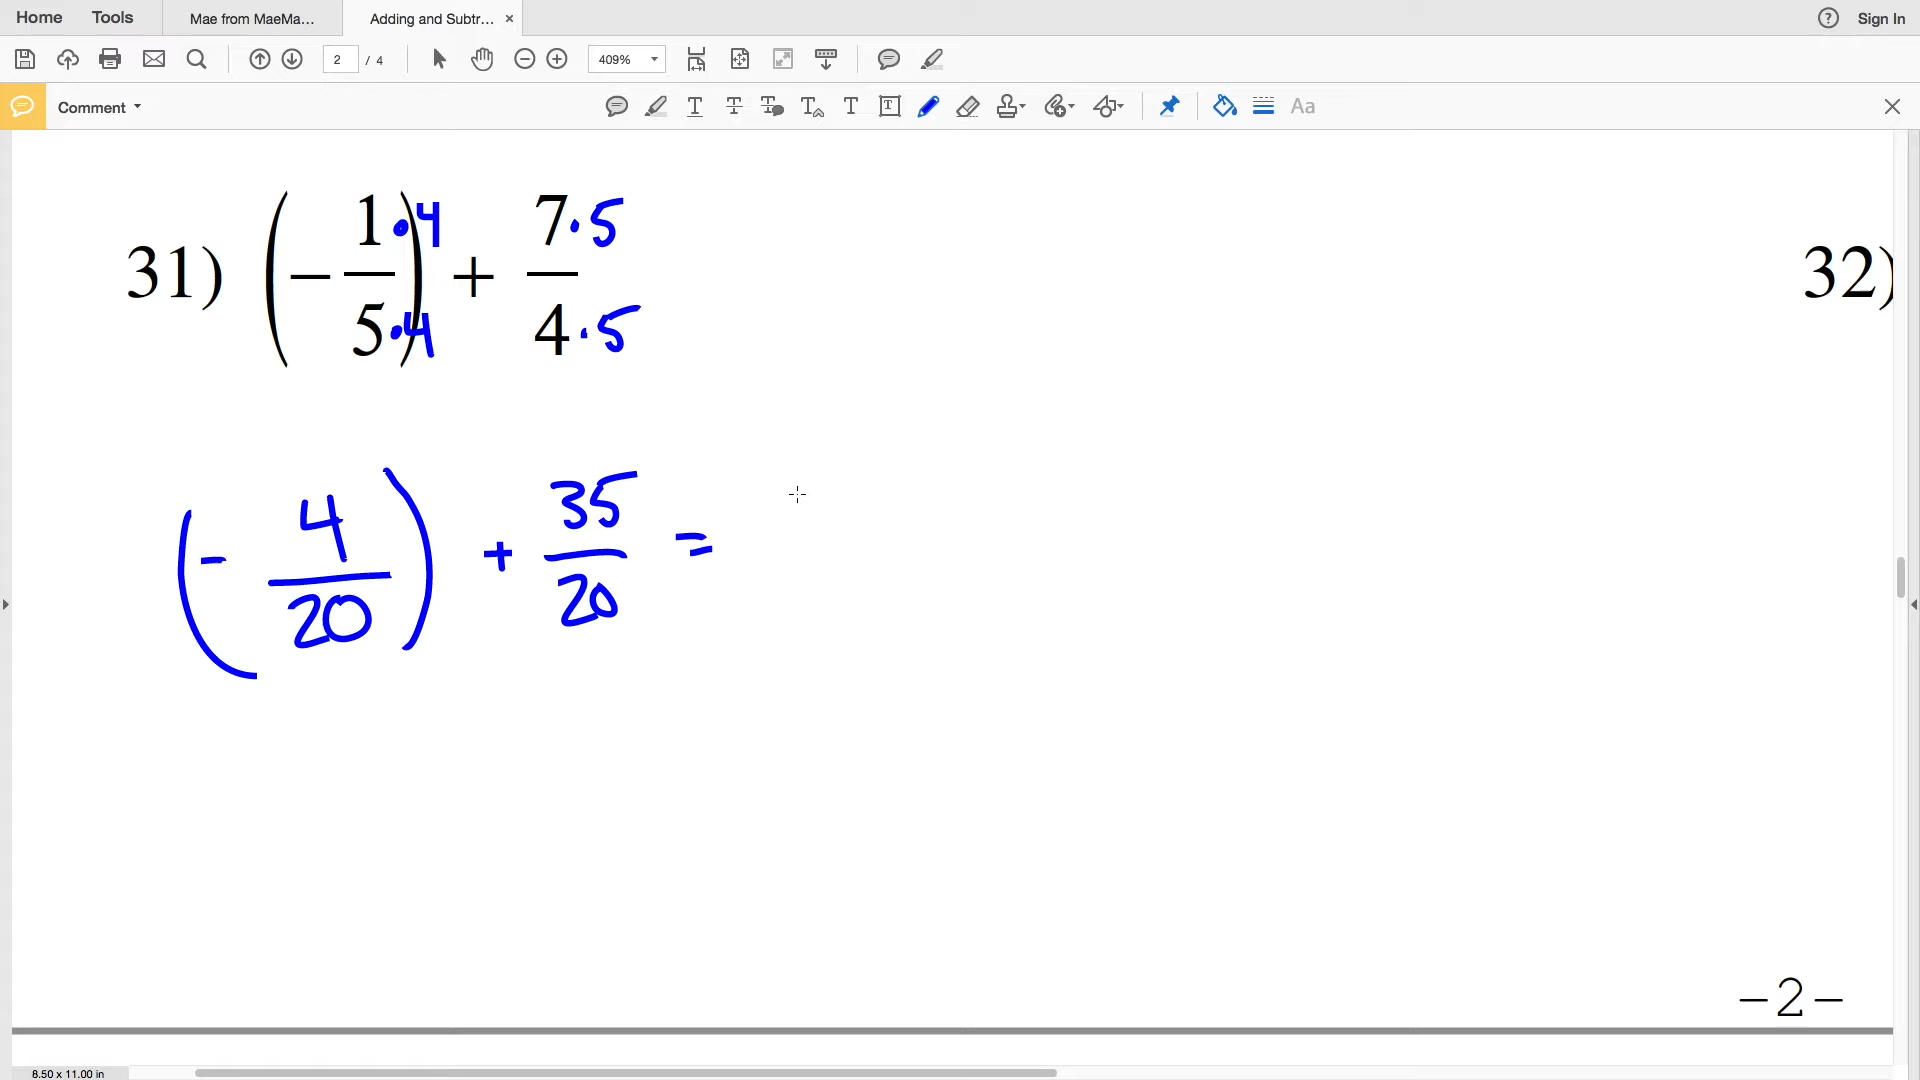 Home Tools Mae from MaeMa... Adding and Subtr... × ? Sign In
2 / 4 409%
Comment T T T T T T Aa
31) (- 1·4/5·4) + 7·5/4·5 32)
(- 4/20) + 35/20 =
-2-
8.50 x 11.00 in